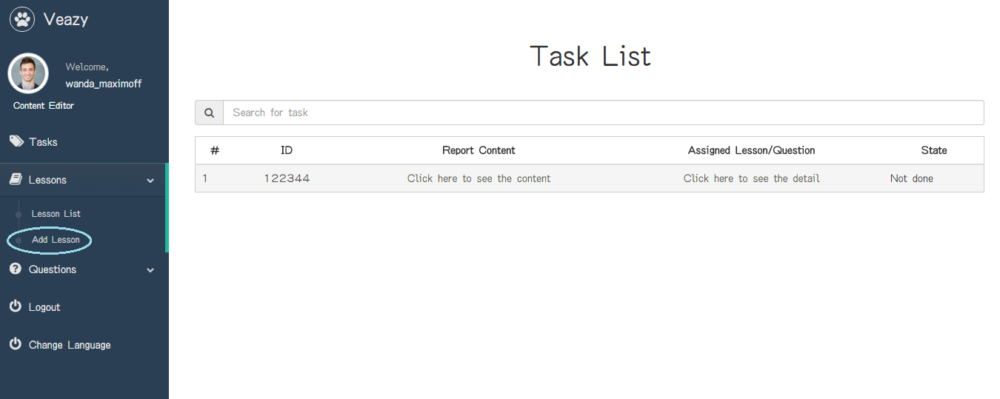 Veazy
Welcome,
wanda_maximoff
Content Editor
Tasks
Lessons
Lesson List
Add Lesson
Questions
Logout
Change Language
Task List
Search for task
# ID Report Content Assigned Lesson/Question State
1 122344 Click here to see the content Click here to see the detail Not done